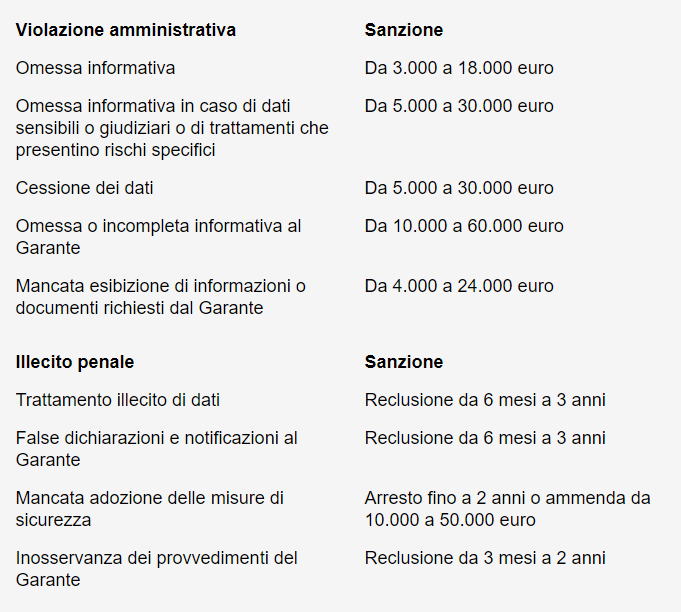 Violazione amministrativa Sanzione
Omessa informativa Da 3.000 a 18.000 euro
Omessa informativa in caso di dati Da 5.000 a 30.000 euro
sensibili o giudiziari o di trattamenti che
presentino rischi specifici
Cessione dei dati Da 5.000 a 30.000 euro
Omessa o incompleta informativa al Da 10.000 a 60.000 euro
Garante
Mancata esibizione di informazioni o Da 4.000 a 24.000 euro
documenti richiesti dal Garante
Illecito penale Sanzione
Trattamento illecito di dati Reclusione da 6 mesi a 3 anni
False dichiarazioni e notificazioni al Reclusione da 6 mesi a 3 anni
Garante
Mancata adozione delle misure di Arresto fino a 2 anni o ammenda da
sicurezza 10.000 a 50.000 euro
Inosservanza dei provvedimenti del Reclusione da 3 mesi a 2 anni
Garante